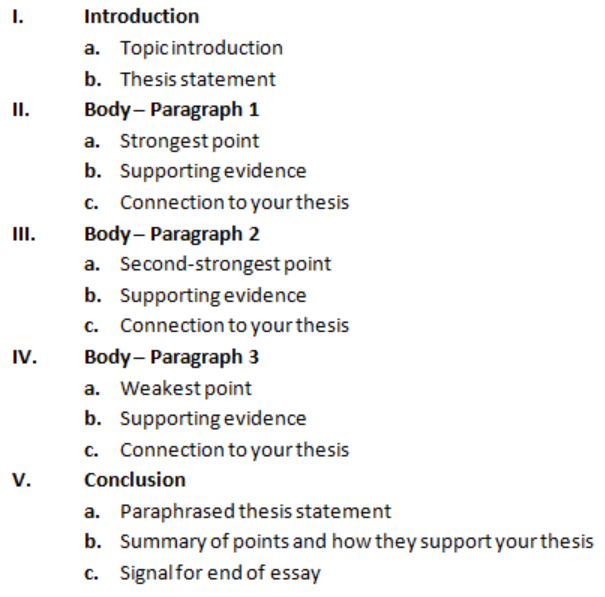 I. Introduction
a. Topic introduction
b. Thesis statement
II. Body – Paragraph 1
a. Strongest point
b. Supporting evidence
c. Connection to your thesis
III. Body – Paragraph 2
a. Second-strongest point
b. Supporting evidence
c. Connection to your thesis
IV. Body – Paragraph 3
a. Weakest point
b. Supporting evidence
c. Connection to your thesis
V. Conclusion
a. Paraphrased thesis statement
b. Summary of points and how they support your thesis
c. Signal for end of essay